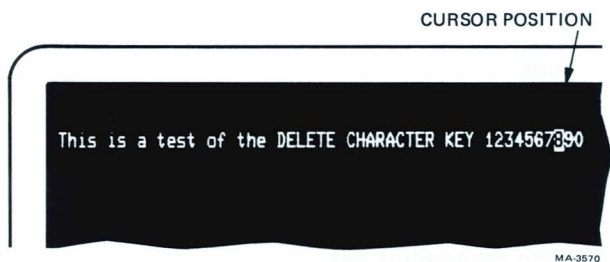 CURSOR POSITION
This is a test of the DELETE CHARACTER KEY 1234567890
MA-3570